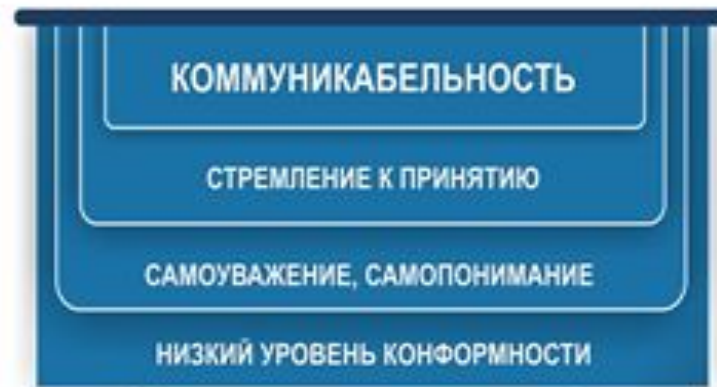 КОММУНИКАБЕЛЬНОСТЬ
СТРЕМЛЕНИЕ К ПРИНЯТИЮ
САМОУВАЖЕНИЕ, САМОПОНИМАНИЕ
НИЗКИЙ УРОВЕНЬ КОНФОРМНОСТИ